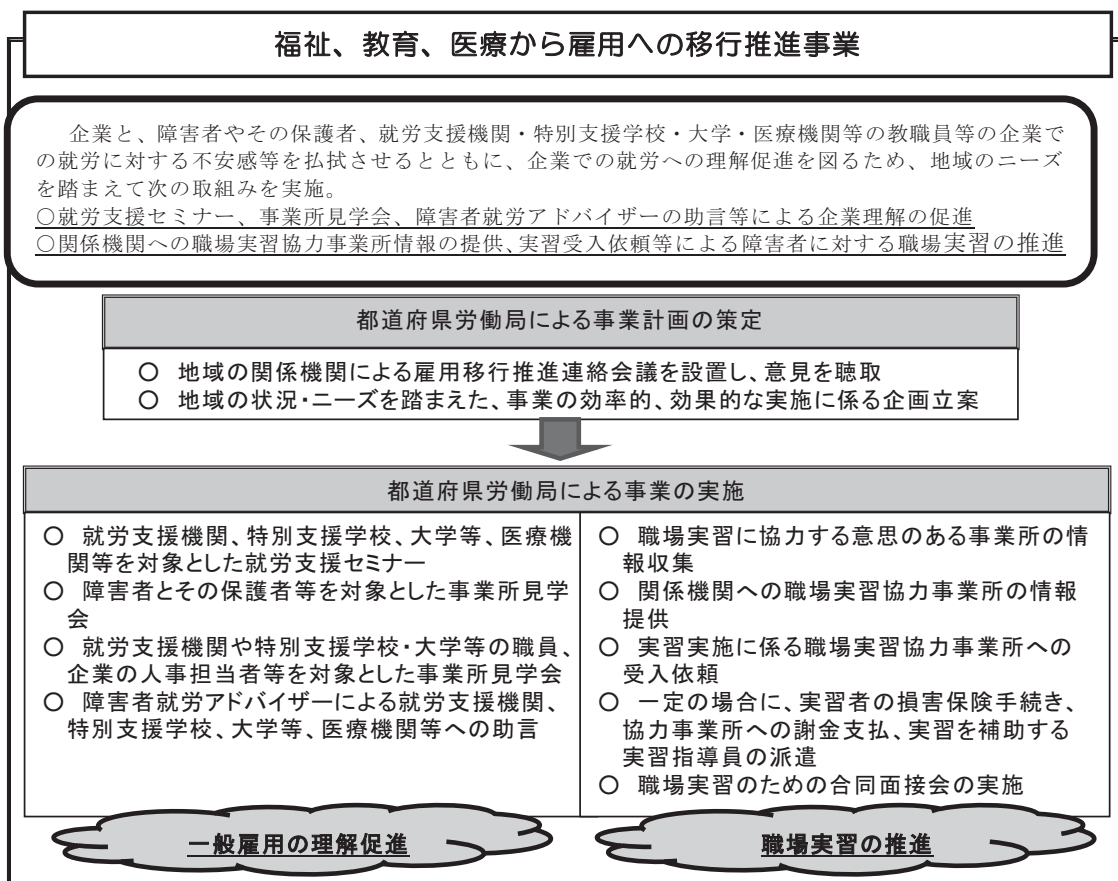 福祉、教育、医療から雇用への移行推進事業
企業と、障害者やその保護者、就労支援機関・特別支援学校・大学・医療機関等の教職員等の企業で
の就労に対する不安感等を払拭させるとともに、企業での就労への理解促進を図るため、地域のニーズ
を踏まえて次の取組みを実施。
○就労支援セミナー、事業所見学会、障害者就労アドバイザーの助言等による企業理解の促進
○関係機関への職場実習協力事業所情報の提供、実習受入依頼等による障害者に対する職場実習の推進
都道府県労働局による事業計画の策定
○ 地域の関係機関による雇用移行推進連絡会議を設置し、意見を聴取
○ 地域の状況・ニーズを踏まえた、事業の効率的、効果的な実施に係る企画立案
都道府県労働局による事業の実施
○ 就労支援機関、特別支援学校、大学等、医療機
関等を対象とした就労支援セミナー
○ 障害者とその保護者等を対象とした事業所見学
会
○ 就労支援機関や特別支援学校・大学等の職員、
企業の人事担当者等を対象とした事業所見学会
○ 障害者就労アドバイザーによる就労支援機関、
特別支援学校、大学等、医療機関等への助言
○ 職場実習に協力する意思のある事業所の情
報収集
○ 関係機関への職場実習協力事業所の情報
提供
○ 実習実施に係る職場実習協力事業所への
受入依頼
○ 一定の場合に、実習者の損害保険手続き、
協力事業所への謝金支払、実習を補助する
実習指導員の派遣
○ 職場実習のための合同面接会の実施
一般雇用の理解促進
職場実習の推進